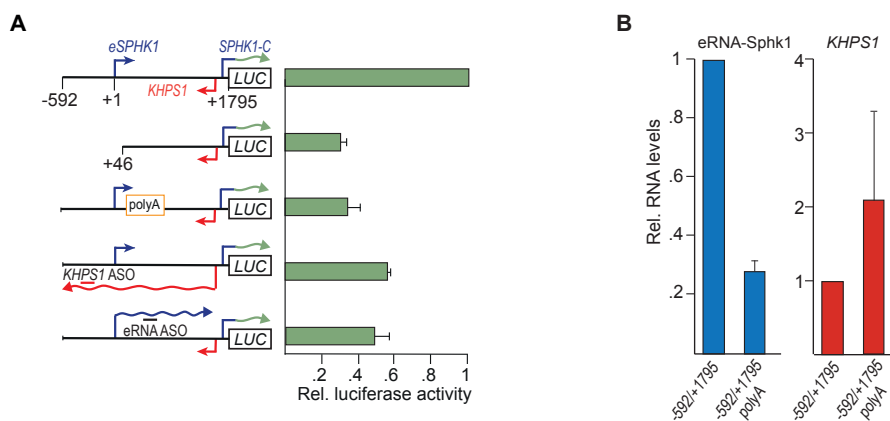 A
eSPHK1
SPHK1-C
LUC
KHPS1
-592
+1
+1795
LUC
+46
polyA
LUC
KHPS1 ASO
LUC
eRNA ASO
LUC
.2 .4 .6 .8 1
Rel. luciferase activity
B
eRNA-Sphk1
KHPS1
Rel. RNA levels
1
.8
.6
.4
.2
-592/+1795
-592/+1795
polyA
4
3
2
1
-592/+1795
-592/+1795
polyA